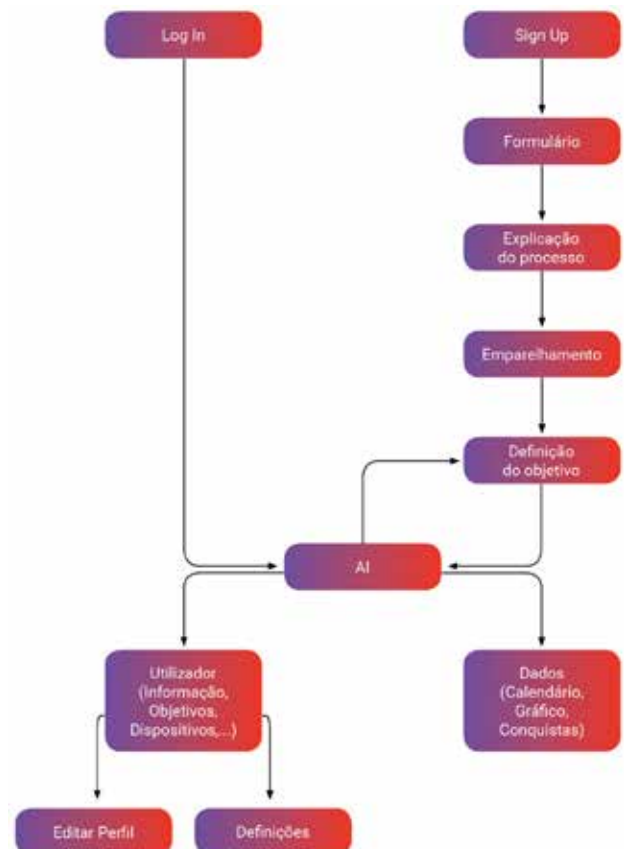 Log In
Sign Up
Formulário
Explicação
do processo
Emparelhamento
Definição
do objetivo
AI
Utilizador
(Informação,
Objetivos,
Dispositivos,...)
Dados
(Calendário,
Gráfico,
Conquistas)
Editar Perfil
Definições